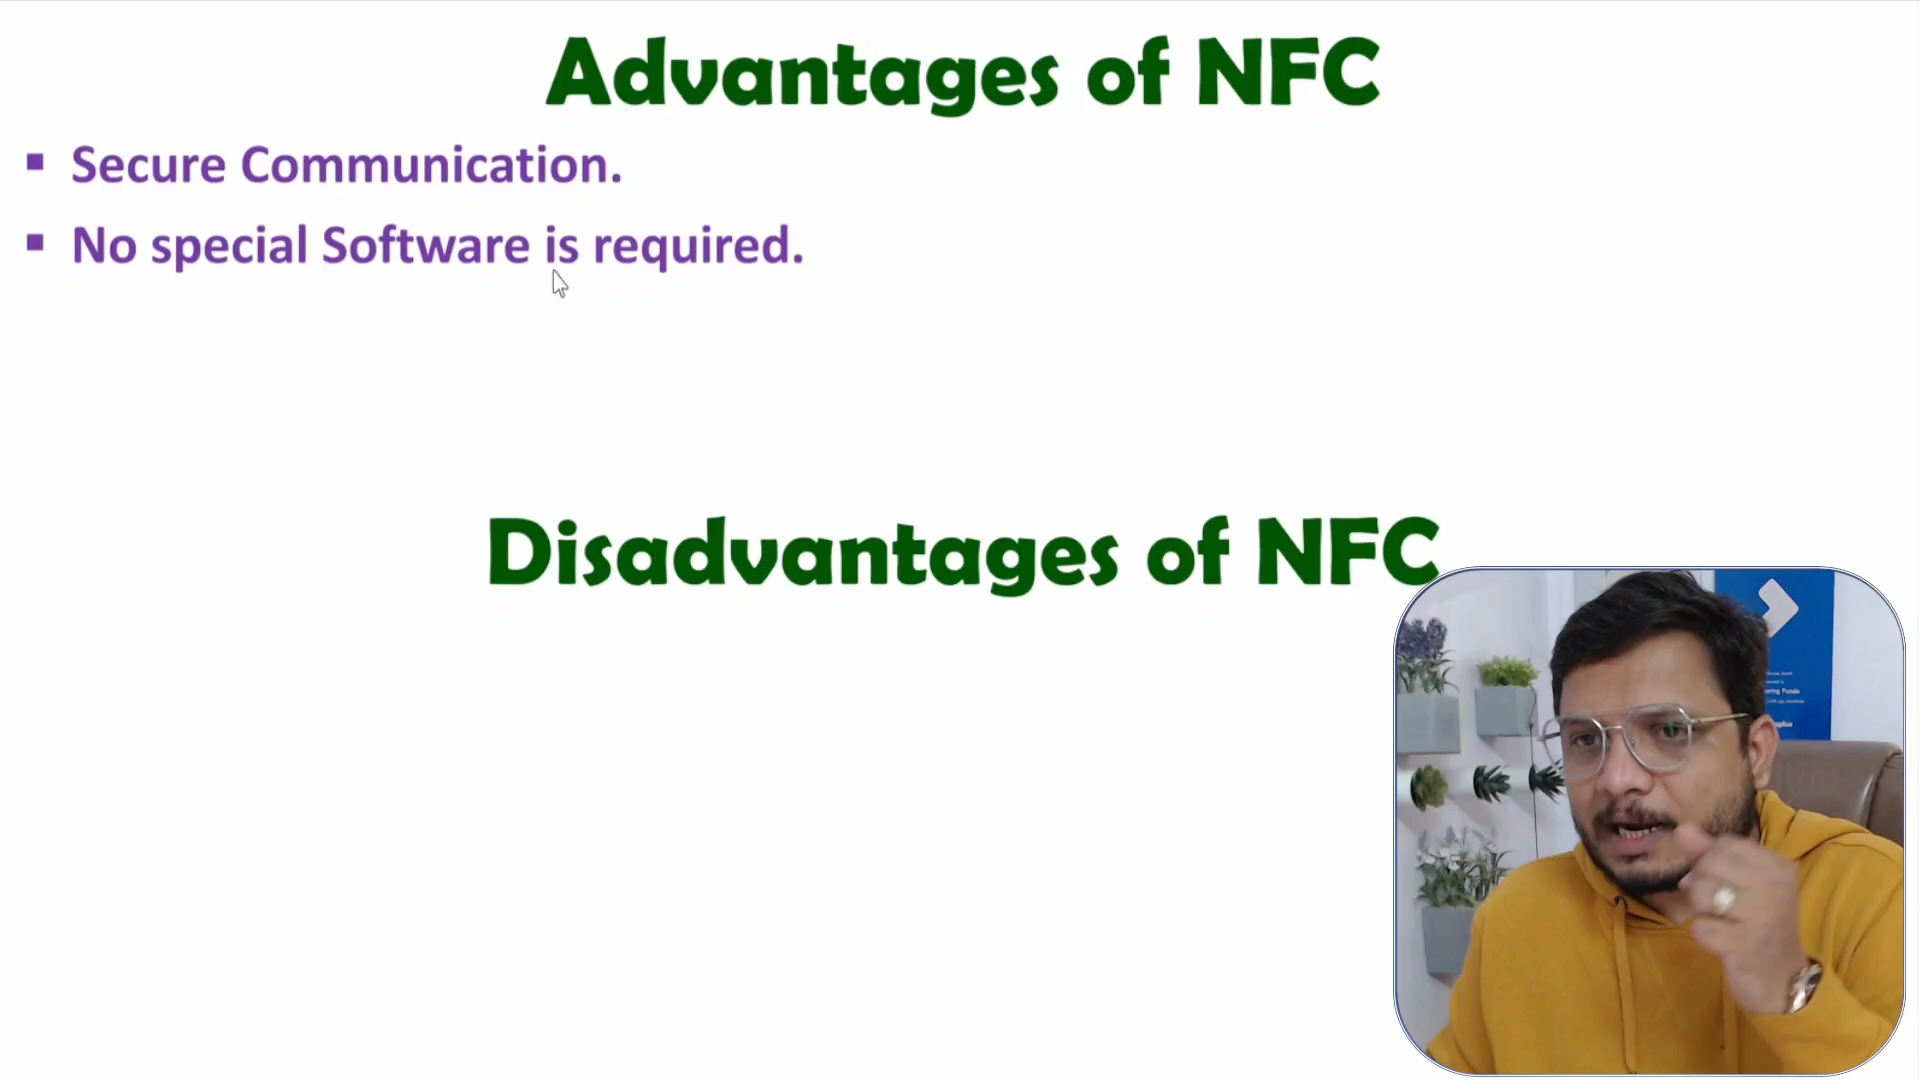 Advantages of NFC
▪ Secure Communication.
▪ No special Software is required.
Disadvantages of NFC